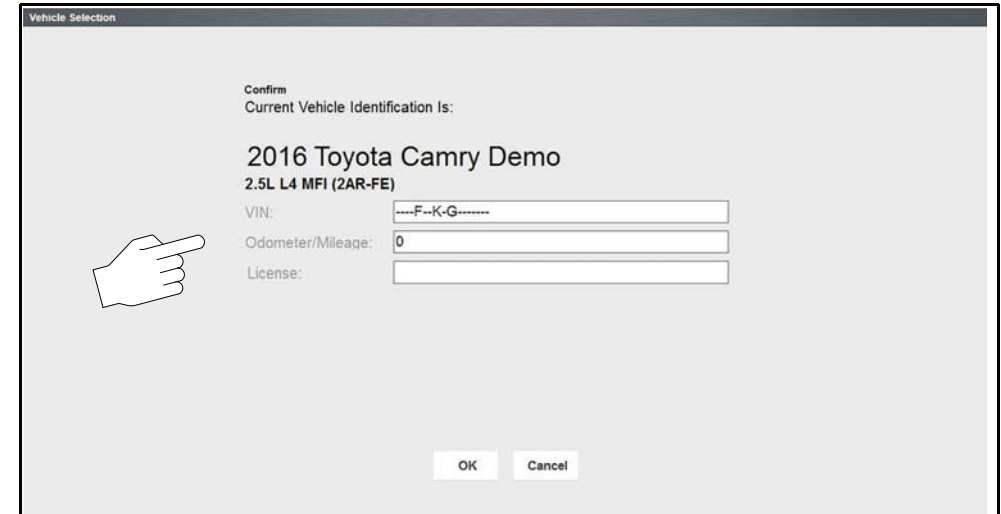 Vehicle Selection
Confirm
Current Vehicle Identification Is:
2016 Toyota Camry Demo
2.5L L4 MFI (2AR-FE)
VIN: ----F--K-G-------
Odometer/Mileage: 0
License:
OK Cancel